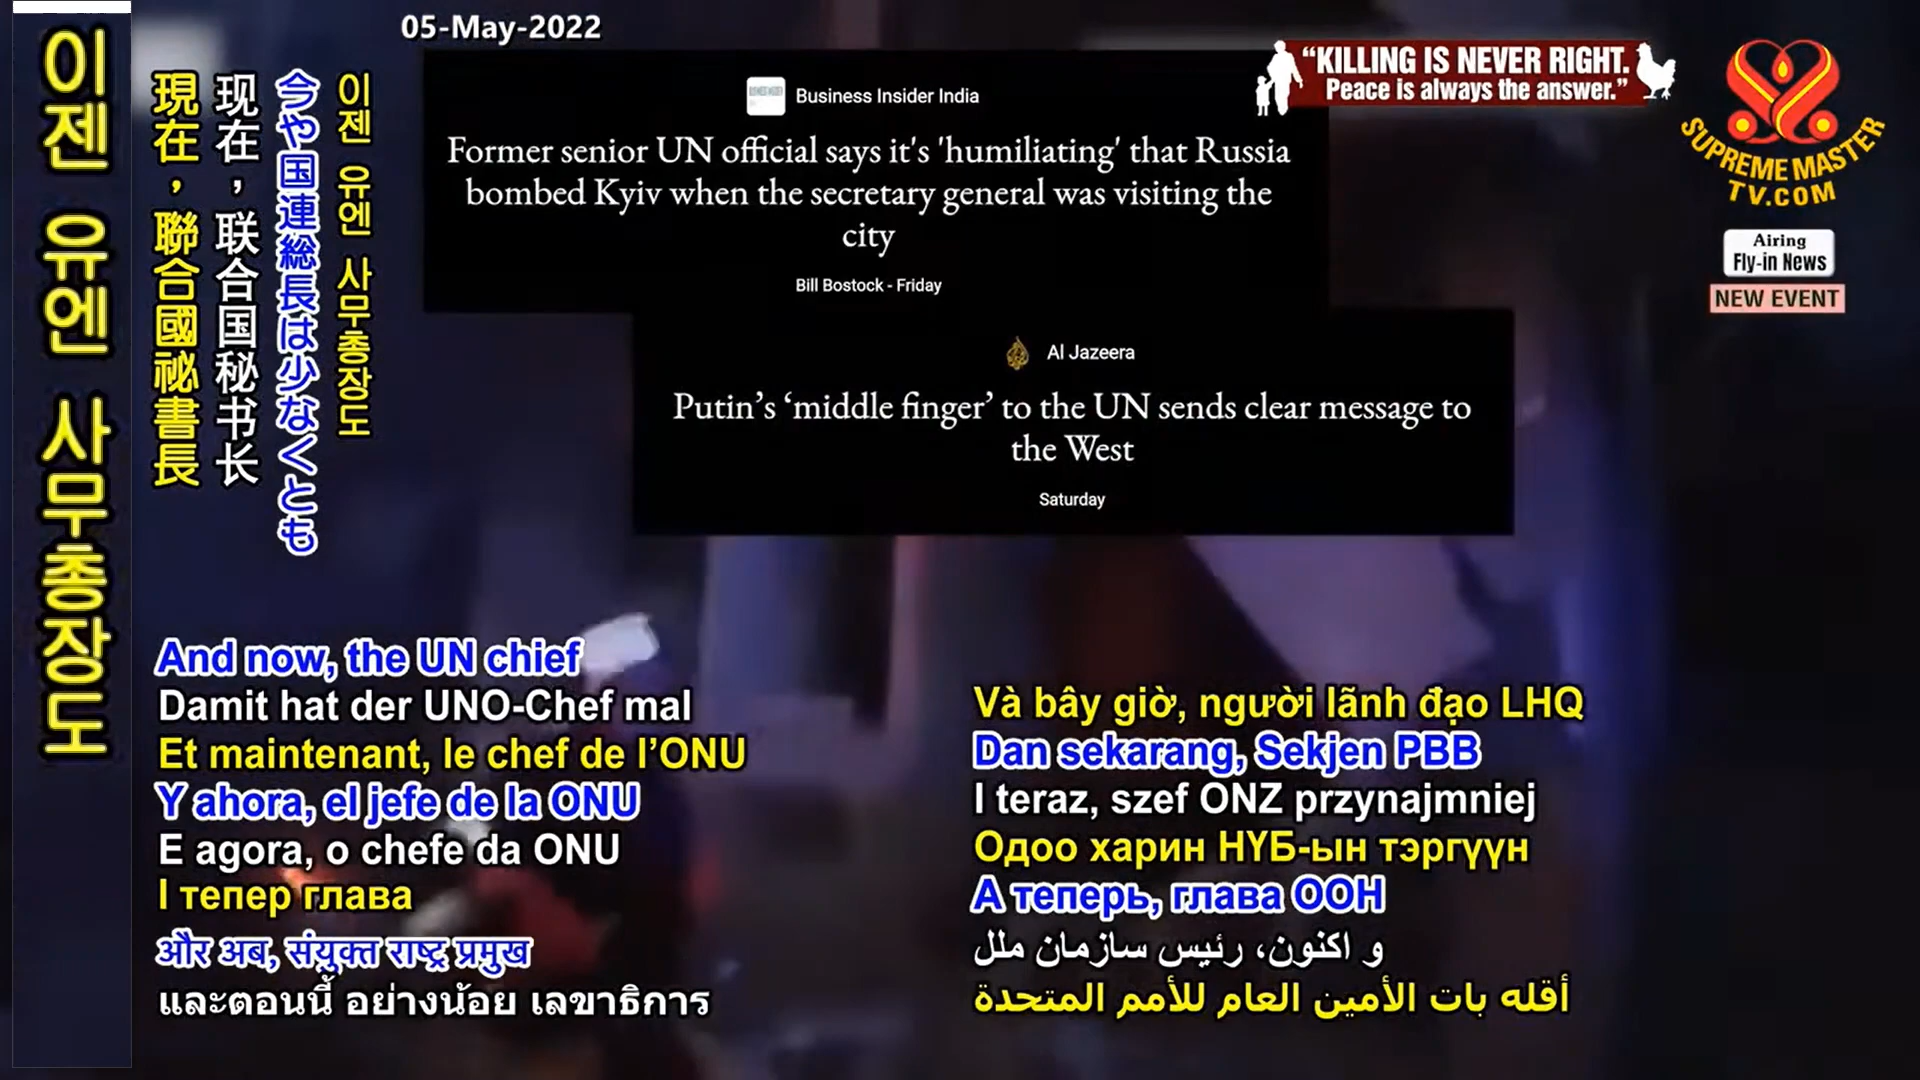 05-May-2022
이젠 유엔 사무총장도
現在，聯合國祕書長
现在，联合国秘书长
今や国連総長は少なくとも
이젠 유엔 사무총장도
Business Insider India
Former senior UN official says it's 'humiliating' that Russia
bombed Kyiv when the secretary general was visiting the
city
Bill Bostock - Friday
Al Jazeera
Putin’s ‘middle finger’ to the UN sends clear message to
the West
Saturday
“KILLING IS NEVER RIGHT.
Peace is always the answer.”
SUPREME MASTER
TV.COM
Airing
Fly-in News
NEW EVENT
And now, the UN chief
Damit hat der UNO-Chef mal
Et maintenant, le chef de l’ONU
Y ahora, el jefe de la ONU
E agora, o chefe da ONU
І тепер глава
और अब, संयुक्त राष्ट्र प्रमुख
และตอนนี้ อย่างน้อย เลขาธิการ
Và bây giờ, người lãnh đạo LHQ
Dan sekarang, Sekjen PBB
I teraz, szef ONZ przynajmniej
Одоо харин НҮБ-ын тэргүүн
А теперь, глава ООН
و اکنون، رئیس سازمان ملل
أقله بات الأمين العام للأمم المتحدة